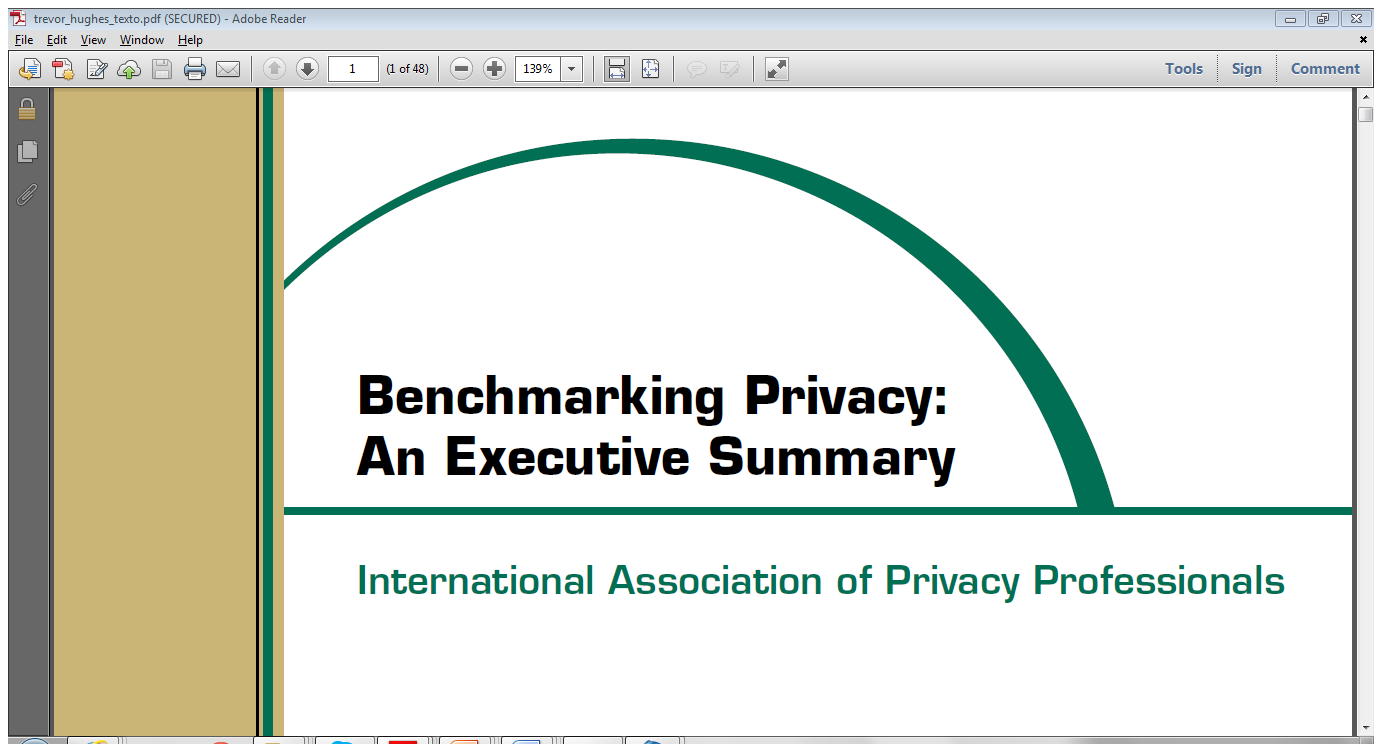 trevor_hughes_texto.pdf (SECURED) - Adobe Reader
File Edit View Window Help
1 (1 of 48) 139% Tools Sign Comment
Benchmarking Privacy:
An Executive Summary
International Association of Privacy Professionals